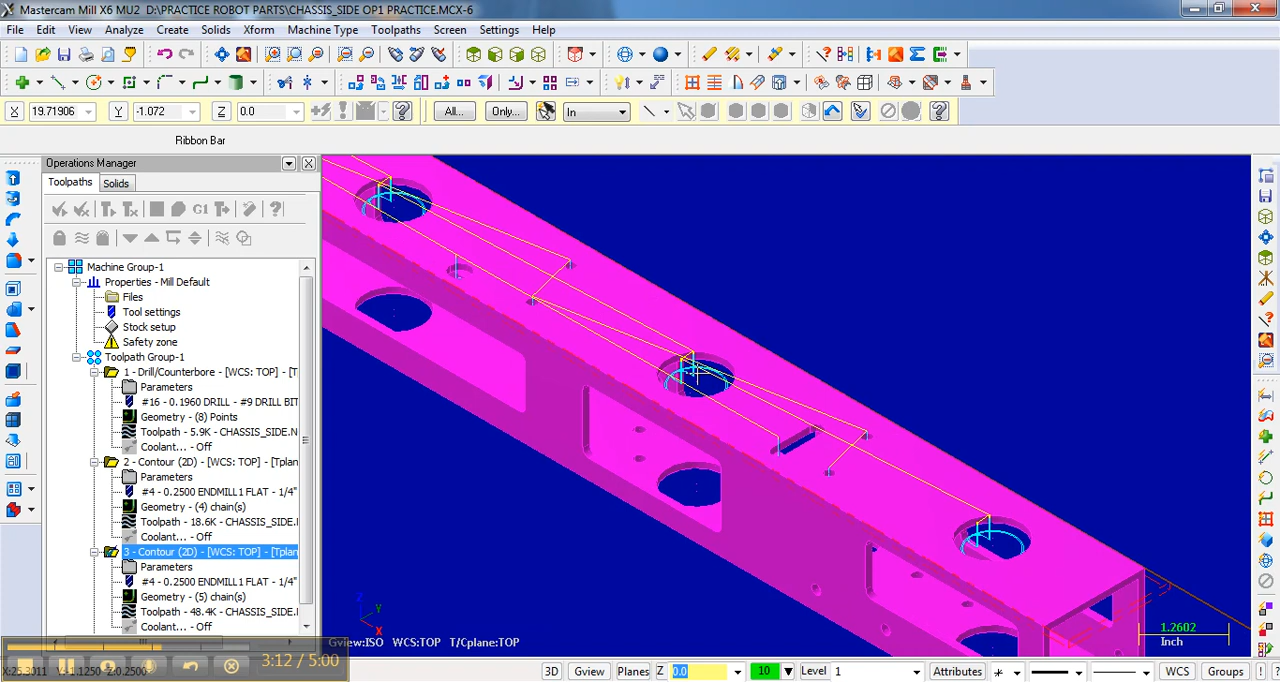 Mastercam Mill X6 MU2  D:\PRACTICE ROBOT PARTS\CHASSIS_SIDE OP1 PRACTICE.MCX-6
File Edit View Analyze Create Solids Xform Machine Type Toolpaths Screen Settings Help
X 19.71906 Y -1.072 Z 0.0 All... Only... In
Ribbon Bar
Operations Manager
Toolpaths Solids
G1
Machine Group-1
Properties - Mill Default
Files
Tool settings
Stock setup
Safety zone
Toolpath Group-1
1 - Drill/Counterbore - [WCS: TOP] - [T
Parameters
#16 - 0.1960 DRILL - #9 DRILL BIT
Geometry - (8) Points
Toolpath - 5.9K - CHASSIS_SIDE.N
Coolant... - Off
2 - Contour (2D) - [WCS: TOP] - [Tplan
Parameters
#4 - 0.2500 ENDMILL1 FLAT - 1/4"
Geometry - (4) chain(s)
Toolpath - 18.6K - CHASSIS_SIDE.
Coolant... - Off
3 - Contour (2D) - [WCS: TOP] - [Tplan
Parameters
#4 - 0.2500 ENDMILL1 FLAT - 1/4"
Geometry - (5) chain(s)
Toolpath - 48.4K - CHASSIS_SIDE.
Coolant... - Off
Z
Y
X
Gview:ISO WCS:TOP T/Cplane:TOP
1.2602
Inch
3:12 / 5:00
3D Gview Planes Z 0.0 10 Level 1 Attributes WCS Groups